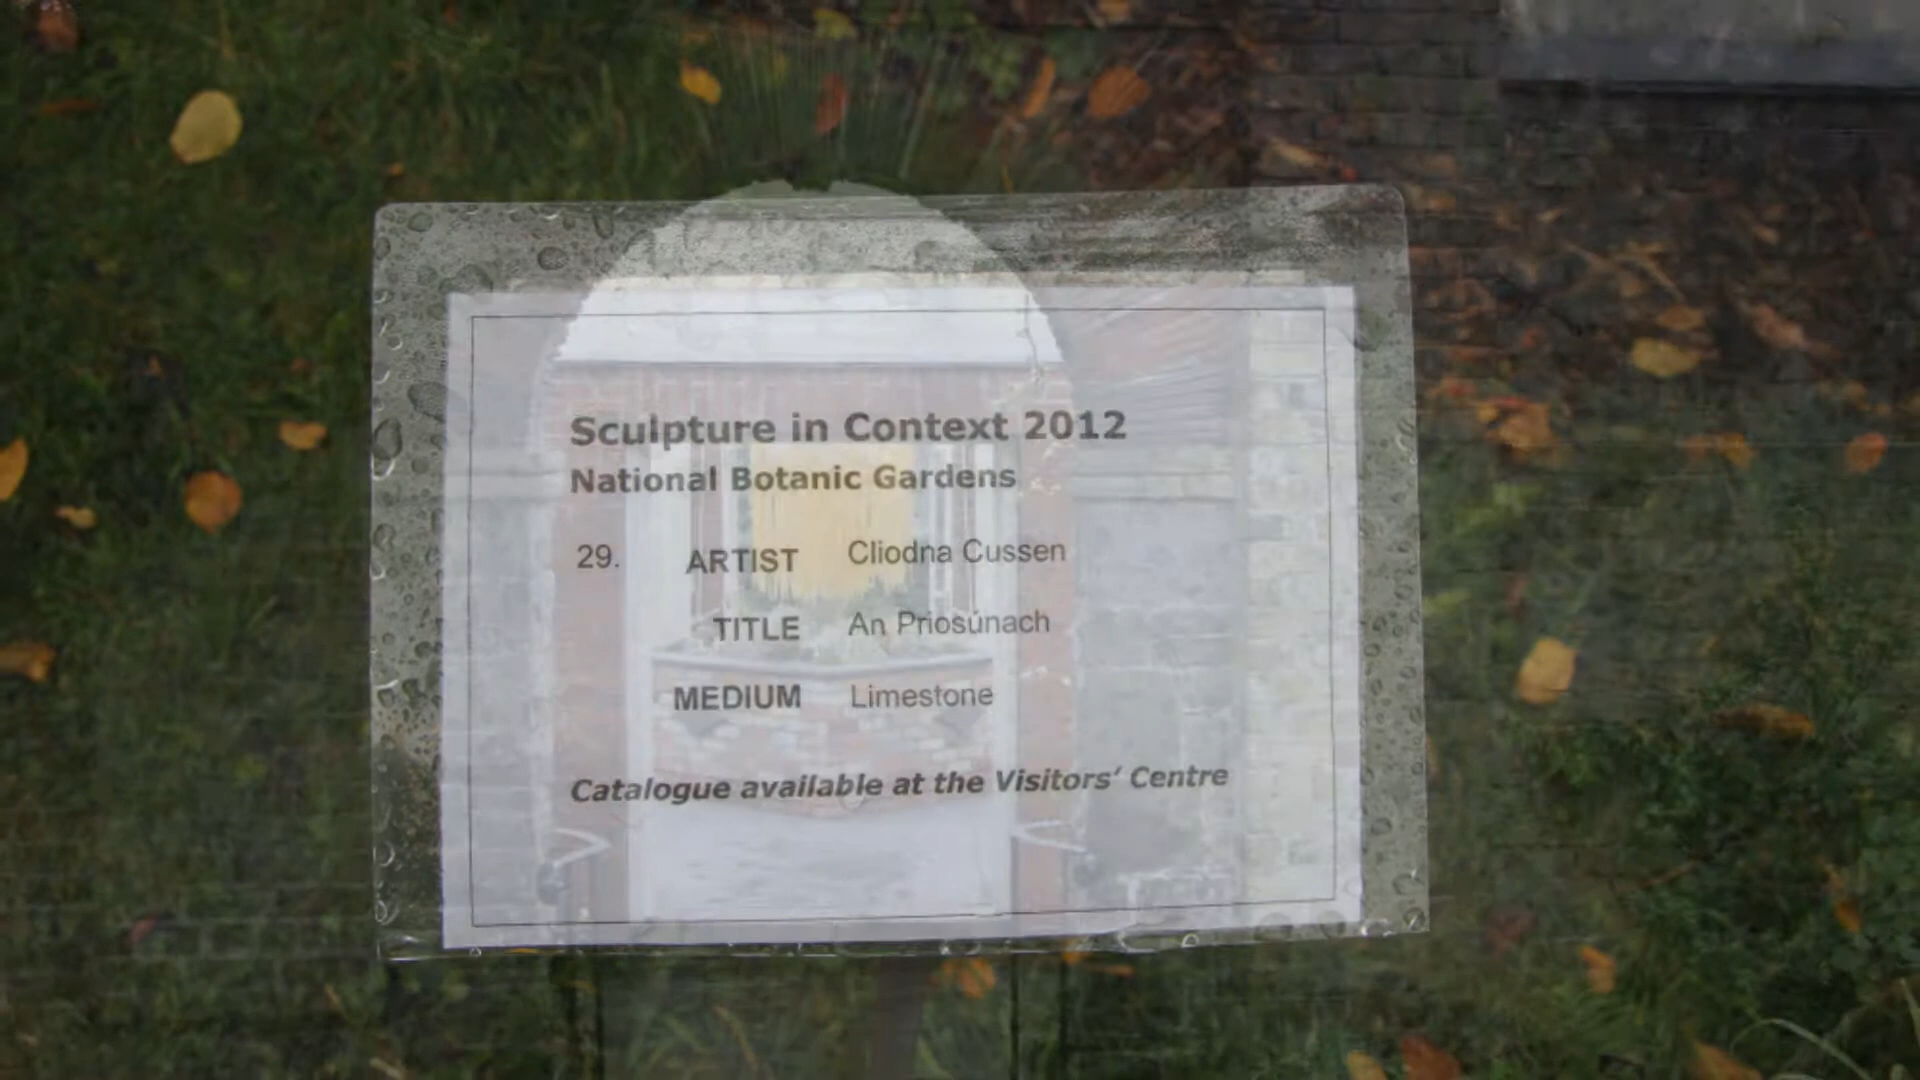 Sculpture in Context 2012
National Botanic Gardens
29. ARTIST Cliodna Cussen
TITLE An Priosúnach
MEDIUM Limestone
Catalogue available at the Visitors’ Centre